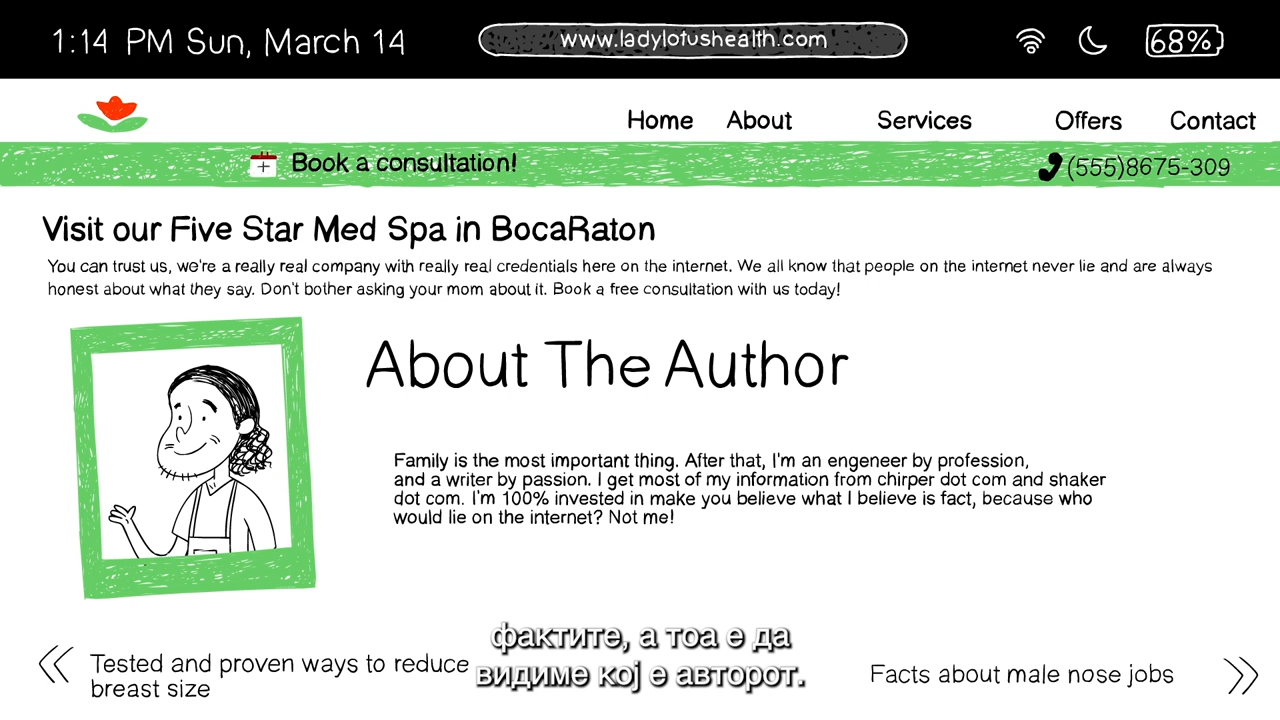 1:14 PM Sun, March 14
www.ladylotushealth.com
68%
Home About Services Offers Contact
Book a consultation!
(555)8675-309
Visit our Five Star Med Spa in BocaRaton
You can trust us, we're a really real company with really real credentials here on the internet. We all know that people on the internet never lie and are always
honest about what they say. Don't bother asking your mom about it. Book a free consultation with us today!
About The Author
Family is the most important thing. After that, I'm an engeneer by profession,
and a writer by passion. I get most of my information from chirper dot com and shaker
dot com. I'm 100% invested in make you believe what I believe is fact, because who
would lie on the internet? Not me!
Tested and proven ways to reduce
breast size
Facts about male nose jobs
фактите, а тоа е да
видиме кој е авторот.